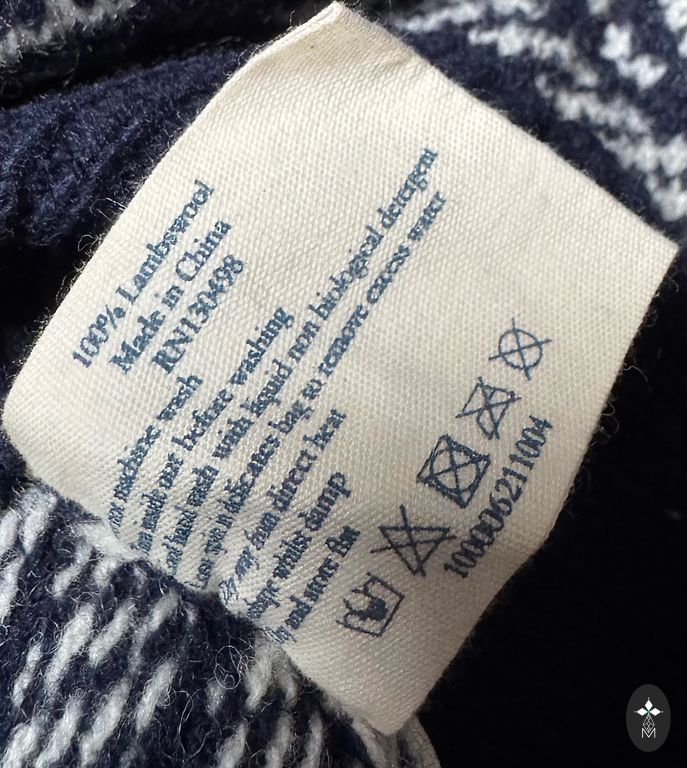 100% Lambswool
Made in China
RN130498
not machine wash
inside out before washing
hand wash with liquid non biological detergent
in delicates bag to remove excess water
away from direct heat
whilst damp
and store flat
100006211004
M